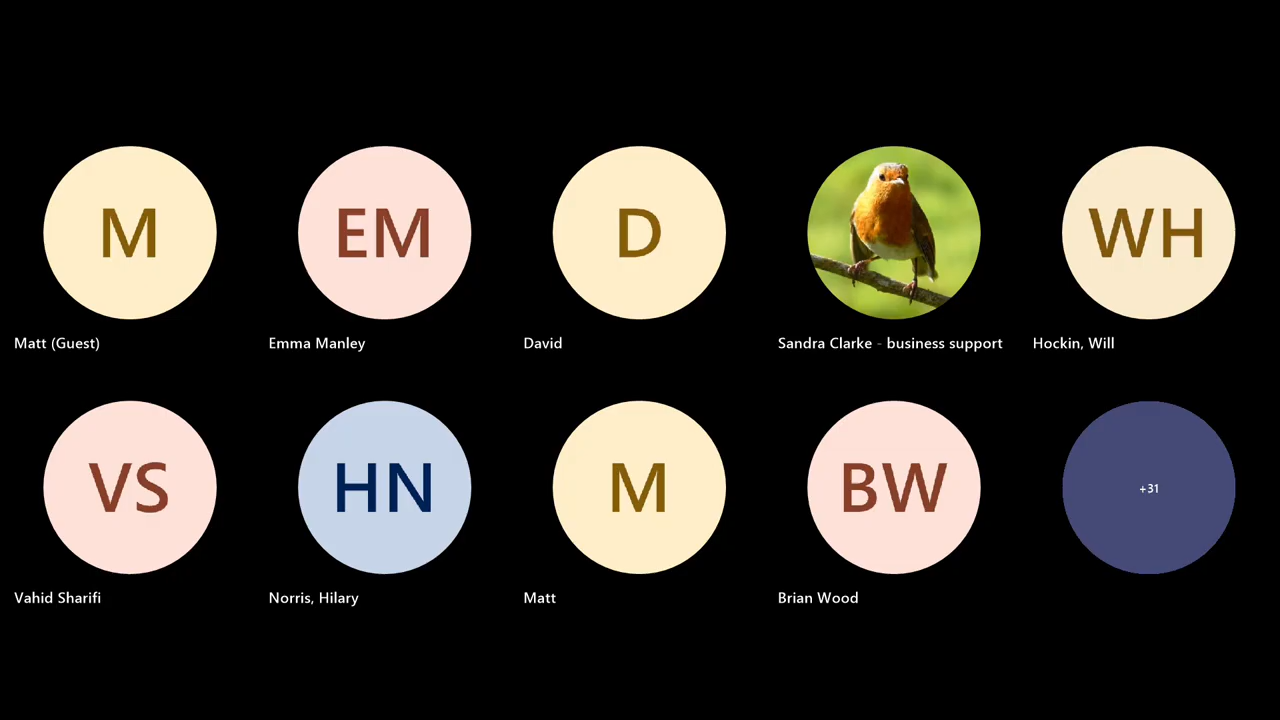 M
EM
D
WH
Matt (Guest)
Emma Manley
David
Sandra Clarke - business support
Hockin, Will
VS
HN
M
BW
+31
Vahid Sharifi
Norris, Hilary
Matt
Brian Wood